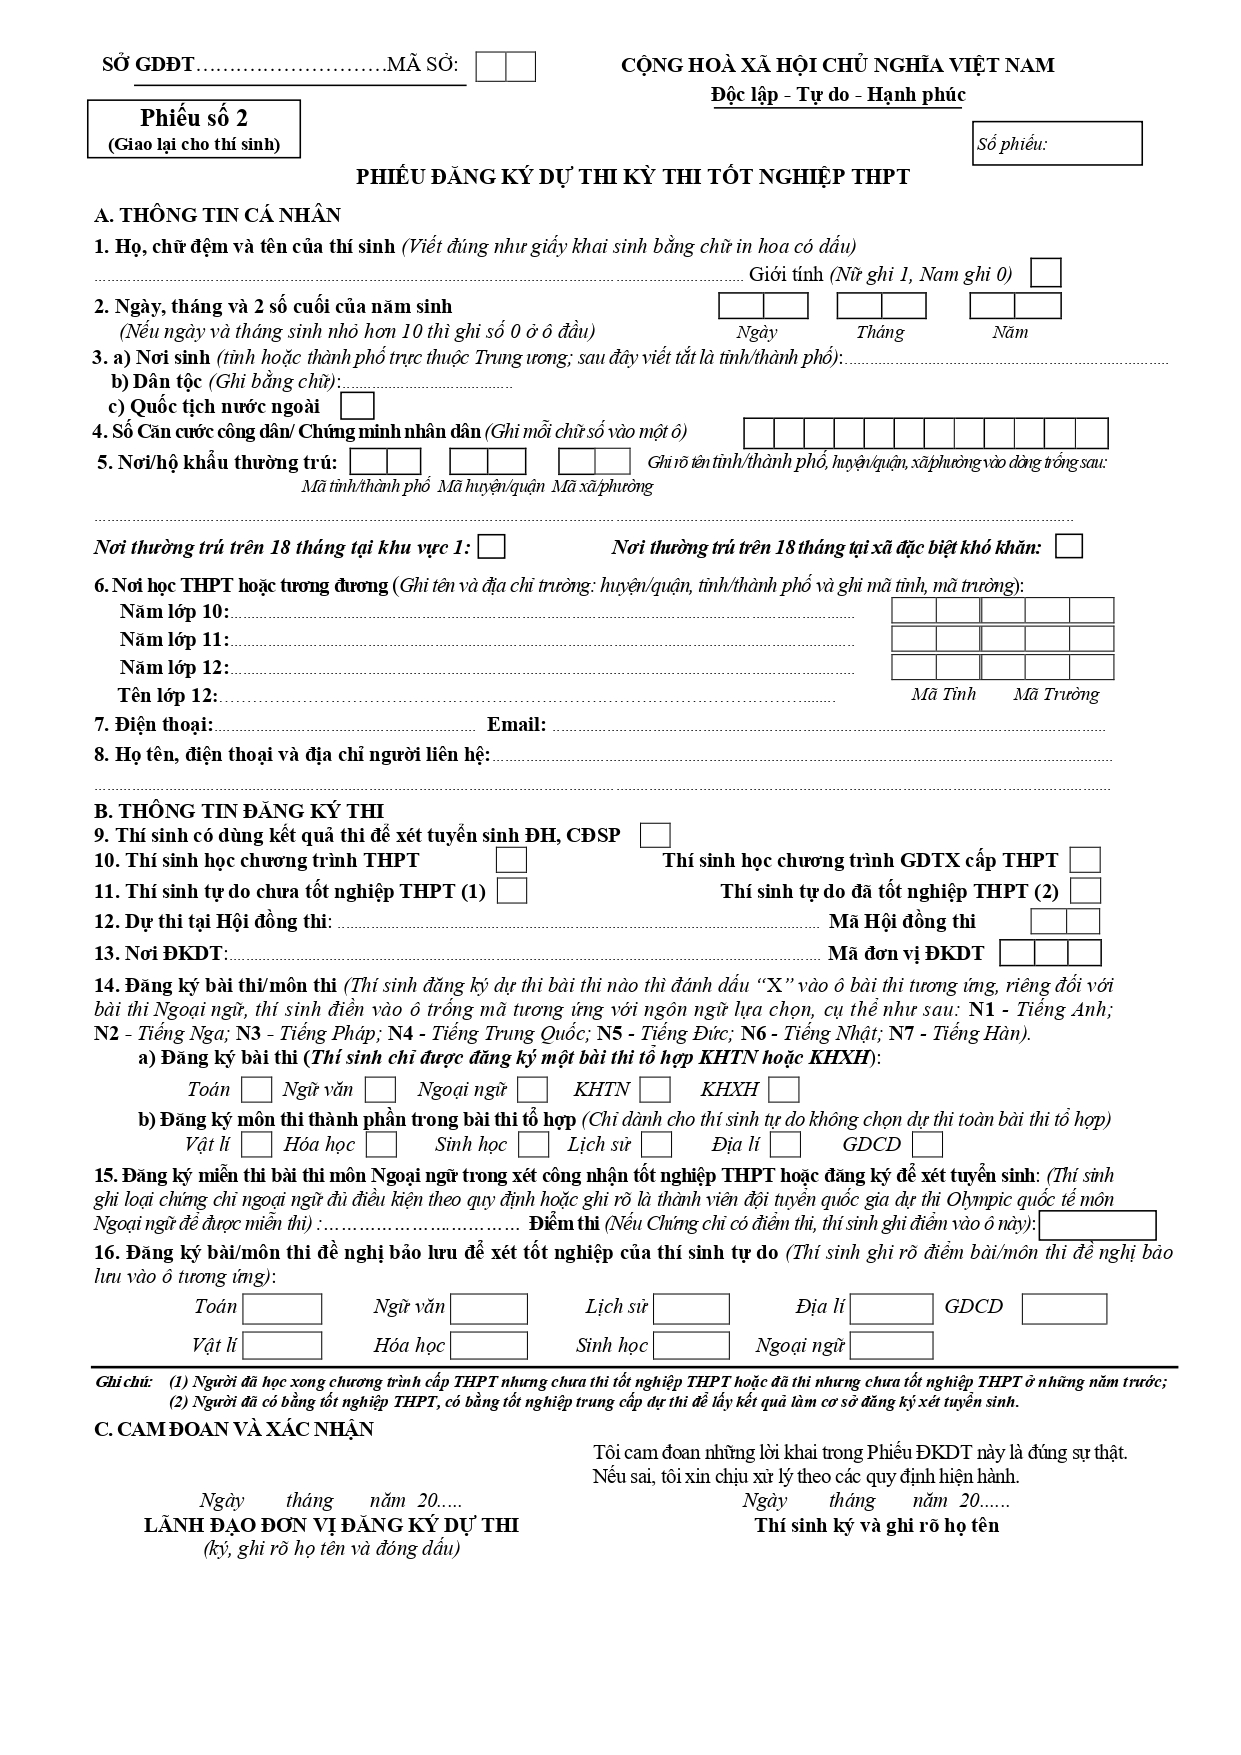 SỞ GDĐT……………………….MÃ SỞ:
CỘNG HOÀ XÃ HỘI CHỦ NGHĨA VIỆT NAM
Độc lập - Tự do - Hạnh phúc
Phiếu số 2
(Giao lại cho thí sinh)
Số phiếu:
PHIẾU ĐĂNG KÝ DỰ THI KỲ THI TỐT NGHIỆP THPT
A. THÔNG TIN CÁ NHÂN
1. Họ, chữ đệm và tên của thí sinh (Viết đúng như giấy khai sinh bằng chữ in hoa có dấu)
........................................ Giới tính (Nữ ghi 1, Nam ghi 0)
2. Ngày, tháng và 2 số cuối của năm sinh
(Nếu ngày và tháng sinh nhỏ hơn 10 thì ghi số 0 ở ô đầu) Ngày Tháng Năm
3. a) Nơi sinh (tỉnh hoặc thành phố trực thuộc Trung ương; sau đây viết tắt là tỉnh/thành phố):........................................
b) Dân tộc (Ghi bằng chữ):........................................
c) Quốc tịch nước ngoài
4. Số Căn cước công dân/ Chứng minh nhân dân (Ghi mỗi chữ số vào một ô)
5. Nơi/hộ khẩu thường trú: Ghi rõ tên tỉnh/thành phố, huyện/quận, xã/phường vào dòng trống sau:
Mã tỉnh/thành phố Mã huyện/quận Mã xã/phường
........................................
Nơi thường trú trên 18 tháng tại khu vực 1: Nơi thường trú trên 18 tháng tại xã đặc biệt khó khăn:
6. Nơi học THPT hoặc tương đương (Ghi tên và địa chỉ trường: huyện/quận, tỉnh/thành phố và ghi mã tỉnh, mã trường):
Năm lớp 10:........................................
Năm lớp 11:........................................
Năm lớp 12:........................................
Tên lớp 12:........................................ Mã Tỉnh Mã Trường
7. Điện thoại:........................................ Email: ........................................
8. Họ tên, điện thoại và địa chỉ người liên hệ:........................................
........................................
B. THÔNG TIN ĐĂNG KÝ THI
9. Thí sinh có dùng kết quả thi để xét tuyển sinh ĐH, CĐSP
10. Thí sinh học chương trình THPT Thí sinh học chương trình GDTX cấp THPT
11. Thí sinh tự do chưa tốt nghiệp THPT (1) Thí sinh tự do đã tốt nghiệp THPT (2)
12. Dự thi tại Hội đồng thi: ........................................ Mã Hội đồng thi
13. Nơi ĐKDT:........................................ Mã đơn vị ĐKDT
14. Đăng ký bài thi/môn thi (Thí sinh đăng ký dự thi bài thi nào thì đánh dấu “X” vào ô bài thi tương ứng, riêng đối với
bài thi Ngoại ngữ, thí sinh điền vào ô trống mã tương ứng với ngôn ngữ lựa chọn, cụ thể như sau: N1 - Tiếng Anh;
N2 - Tiếng Nga; N3 - Tiếng Pháp; N4 - Tiếng Trung Quốc; N5 - Tiếng Đức; N6 - Tiếng Nhật; N7 - Tiếng Hàn).
a) Đăng ký bài thi (Thí sinh chỉ được đăng ký một bài thi tổ hợp KHTN hoặc KHXH):
Toán Ngữ văn Ngoại ngữ KHTN KHXH
b) Đăng ký môn thi thành phần trong bài thi tổ hợp (Chỉ dành cho thí sinh tự do không chọn dự thi toàn bài thi tổ hợp)
Vật lí Hóa học Sinh học Lịch sử Địa lí GDCD
15. Đăng ký miễn thi bài thi môn Ngoại ngữ trong xét công nhận tốt nghiệp THPT hoặc đăng ký để xét tuyển sinh: (Thí sinh
ghi loại chứng chỉ ngoại ngữ đủ điều kiện theo quy định hoặc ghi rõ là thành viên đội tuyển quốc gia dự thi Olympic quốc tế môn
Ngoại ngữ để được miễn thi) :……………………… Điểm thi (Nếu Chứng chỉ có điểm thi, thí sinh ghi điểm vào ô này):
16. Đăng ký bài/môn thi đề nghị bảo lưu để xét tốt nghiệp của thí sinh tự do (Thí sinh ghi rõ điểm bài/môn thi đề nghị bảo
lưu vào ô tương ứng):
Toán Ngữ văn Lịch sử Địa lí GDCD
Vật lí Hóa học Sinh học Ngoại ngữ
Ghi chú: (1) Người đã học xong chương trình cấp THPT nhưng chưa thi tốt nghiệp THPT hoặc đã thi nhưng chưa tốt nghiệp THPT ở những năm trước;
(2) Người đã có bằng tốt nghiệp THPT, có bằng tốt nghiệp trung cấp dự thi để lấy kết quả làm cơ sở đăng ký xét tuyển sinh.
C. CAM ĐOAN VÀ XÁC NHẬN
Tôi cam đoan những lời khai trong Phiếu ĐKDT này là đúng sự thật.
Nếu sai, tôi xin chịu xử lý theo các quy định hiện hành.
Ngày tháng năm 20..... Ngày tháng năm 20......
LÃNH ĐẠO ĐƠN VỊ ĐĂNG KÝ DỰ THI Thí sinh ký và ghi rõ họ tên
(ký, ghi rõ họ tên và đóng dấu)